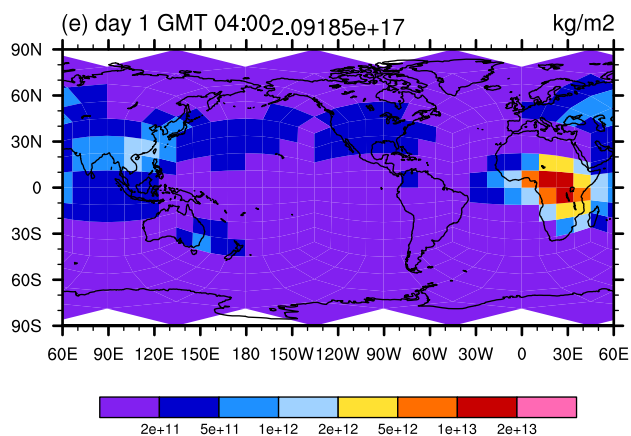 (e) day 1 GMT 04:00 2.09185e+17 kg/m2
90N
60N
30N
0
30S
60S
90S
60E 90E 120E 150E 180 150W 120W 90W 60W 30W 0 30E 60E
2e+11 5e+11 1e+12 2e+12 5e+12 1e+13 2e+13